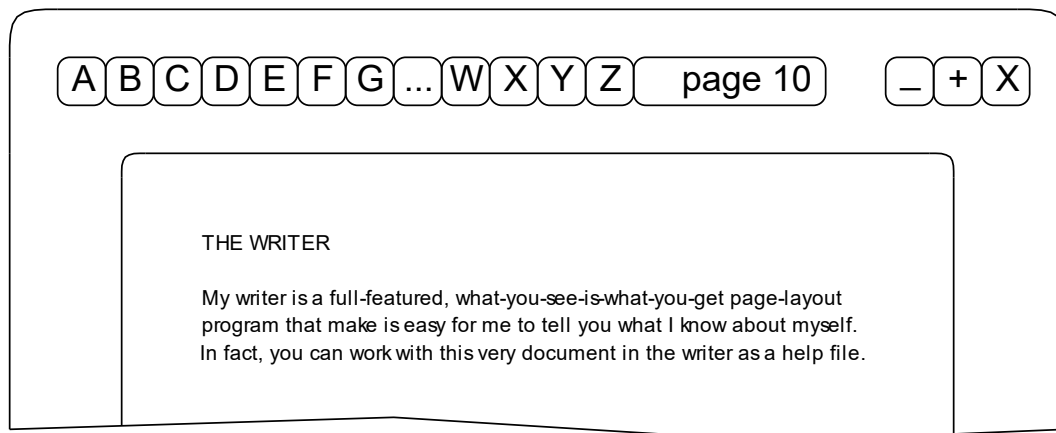 A B C D E F G ... W X Y Z page 10 _ + X
THE WRITER
My writer is a full-featured, what-you-see-is-what-you-get page-layout
program that make is easy for me to tell you what I know about myself.
In fact, you can work with this very document in the writer as a help file.